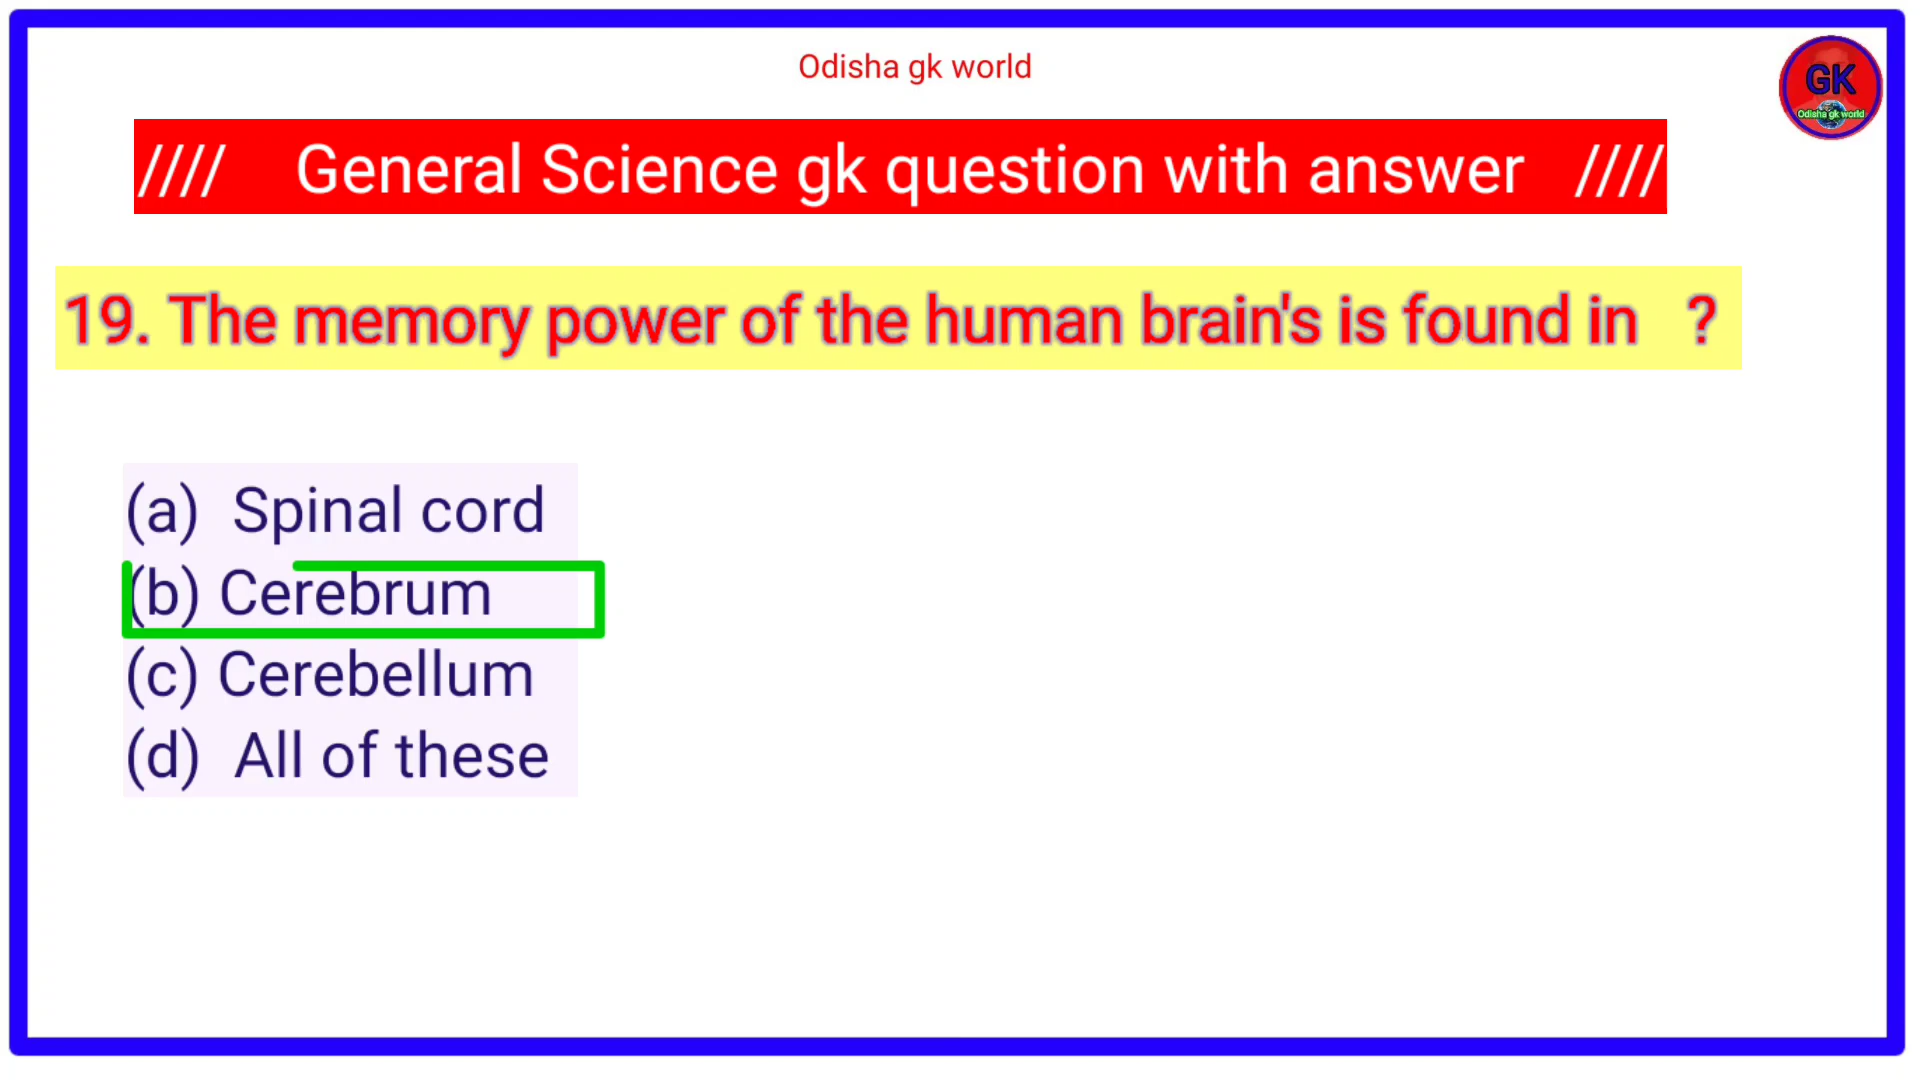 Odisha gk world
GK
Odisha gk world
//// General Science gk question with answer ////
19. The memory power of the human brain's is found in ?
(a) Spinal cord
(b) Cerebrum
(c) Cerebellum
(d) All of these